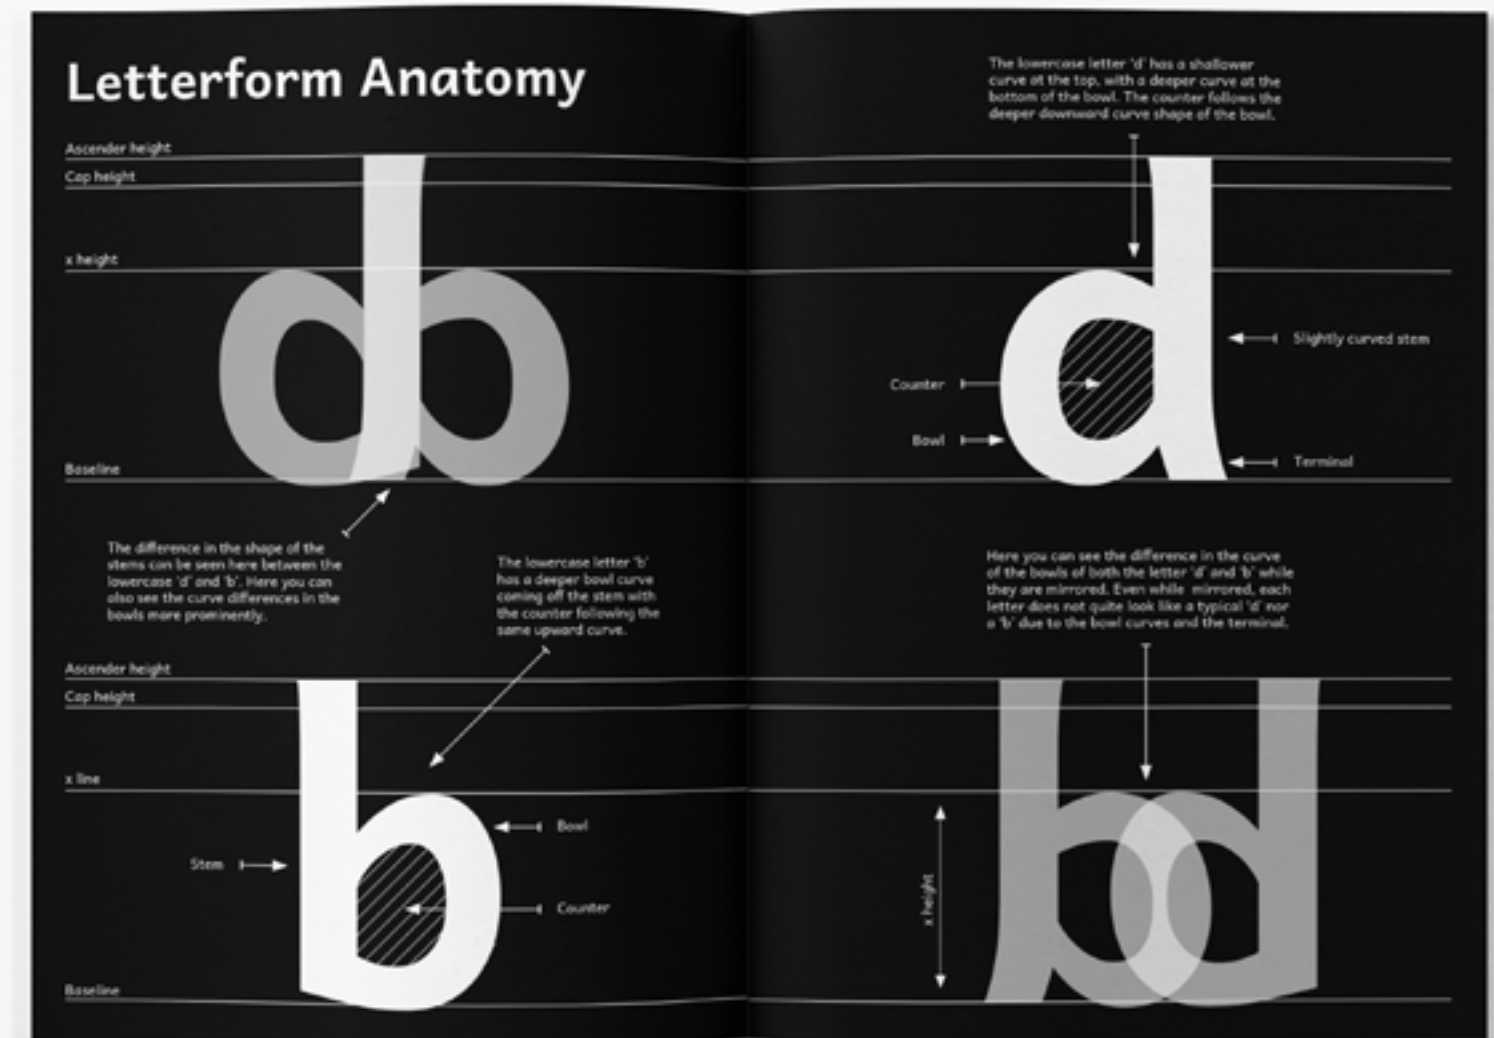 Letterform Anatomy
Ascender height
Cap height
x height
Baseline
The difference in the shape of the
stems can be seen here between the
lowercase 'd' and 'b'. Here you can
also see the curve differences in the
bowls more prominently.
The lowercase letter 'b'
has a deeper bowl curve
coming off the stem with
the counter following the
same upward curve.
Ascender height
Cap height
x line
Stem
Bowl
Counter
Baseline
The lowercase letter 'd' has a shallower
curve at the top, with a deeper curve at the
bottom of the bowl. The counter follows the
deeper downward curve shape of the bowl.
Slightly curved stem
Counter
Bowl
Terminal
Here you can see the difference in the curve
of the bowls of both the letter 'd' and 'b' while
they are mirrored. Even while mirrored, each
letter does not quite look like a typical 'd' nor
a 'b' due to the bowl curves and the terminal.
x height
db
d
b
bd